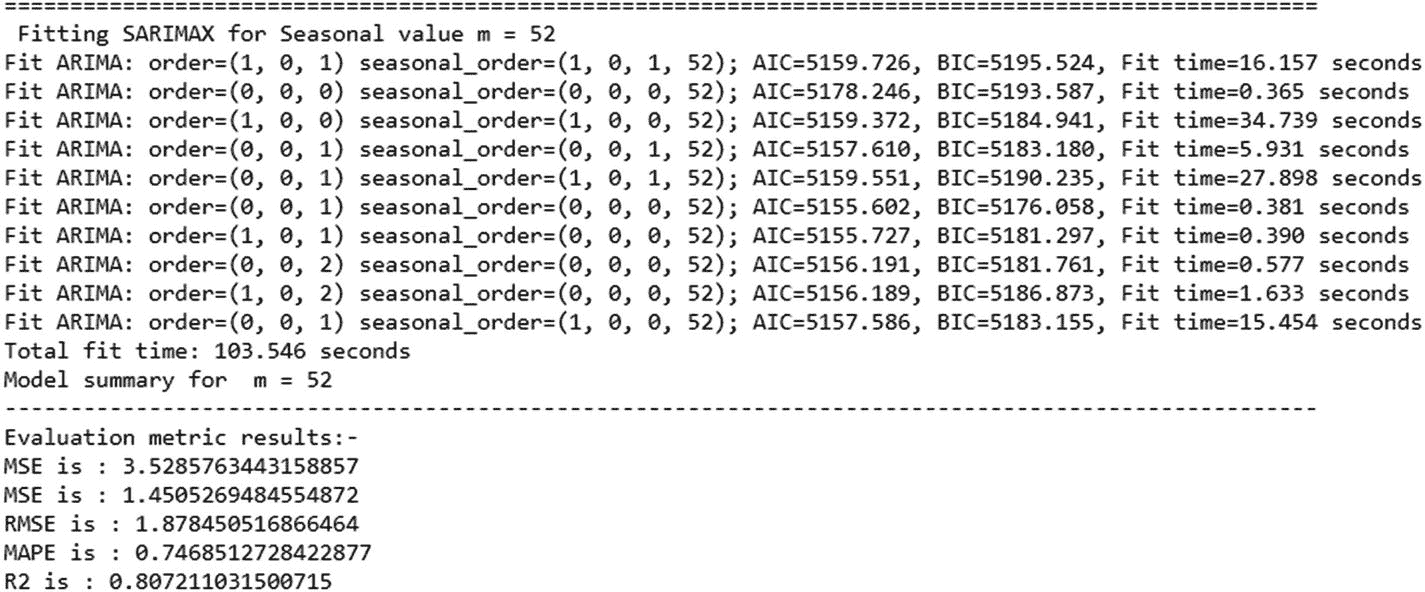 ====================================================================================================
Fitting SARIMAX for Seasonal value m = 52
Fit ARIMA: order=(1, 0, 1) seasonal_order=(1, 0, 1, 52); AIC=5159.726, BIC=5195.524, Fit time=16.157 seconds
Fit ARIMA: order=(0, 0, 0) seasonal_order=(0, 0, 0, 52); AIC=5178.246, BIC=5193.587, Fit time=0.365 seconds
Fit ARIMA: order=(1, 0, 0) seasonal_order=(1, 0, 0, 52); AIC=5159.372, BIC=5184.941, Fit time=34.739 seconds
Fit ARIMA: order=(0, 0, 1) seasonal_order=(0, 0, 1, 52); AIC=5157.610, BIC=5183.180, Fit time=5.931 seconds
Fit ARIMA: order=(0, 0, 1) seasonal_order=(1, 0, 1, 52); AIC=5159.551, BIC=5190.235, Fit time=27.898 seconds
Fit ARIMA: order=(0, 0, 1) seasonal_order=(0, 0, 0, 52); AIC=5155.602, BIC=5176.058, Fit time=0.381 seconds
Fit ARIMA: order=(1, 0, 1) seasonal_order=(0, 0, 0, 52); AIC=5155.727, BIC=5181.297, Fit time=0.390 seconds
Fit ARIMA: order=(0, 0, 2) seasonal_order=(0, 0, 0, 52); AIC=5156.191, BIC=5181.761, Fit time=0.577 seconds
Fit ARIMA: order=(1, 0, 2) seasonal_order=(0, 0, 0, 52); AIC=5156.189, BIC=5186.873, Fit time=1.633 seconds
Fit ARIMA: order=(0, 0, 1) seasonal_order=(1, 0, 0, 52); AIC=5157.586, BIC=5183.155, Fit time=15.454 seconds
Total fit time: 103.546 seconds
Model summary for  m = 52
----------------------------------------------------------------------------------------------------
Evaluation metric results:-
MSE is : 3.5285763443158857
MSE is : 1.4505269484554872
RMSE is : 1.878450516866464
MAPE is : 0.7468512728422877
R2 is : 0.807211031500715